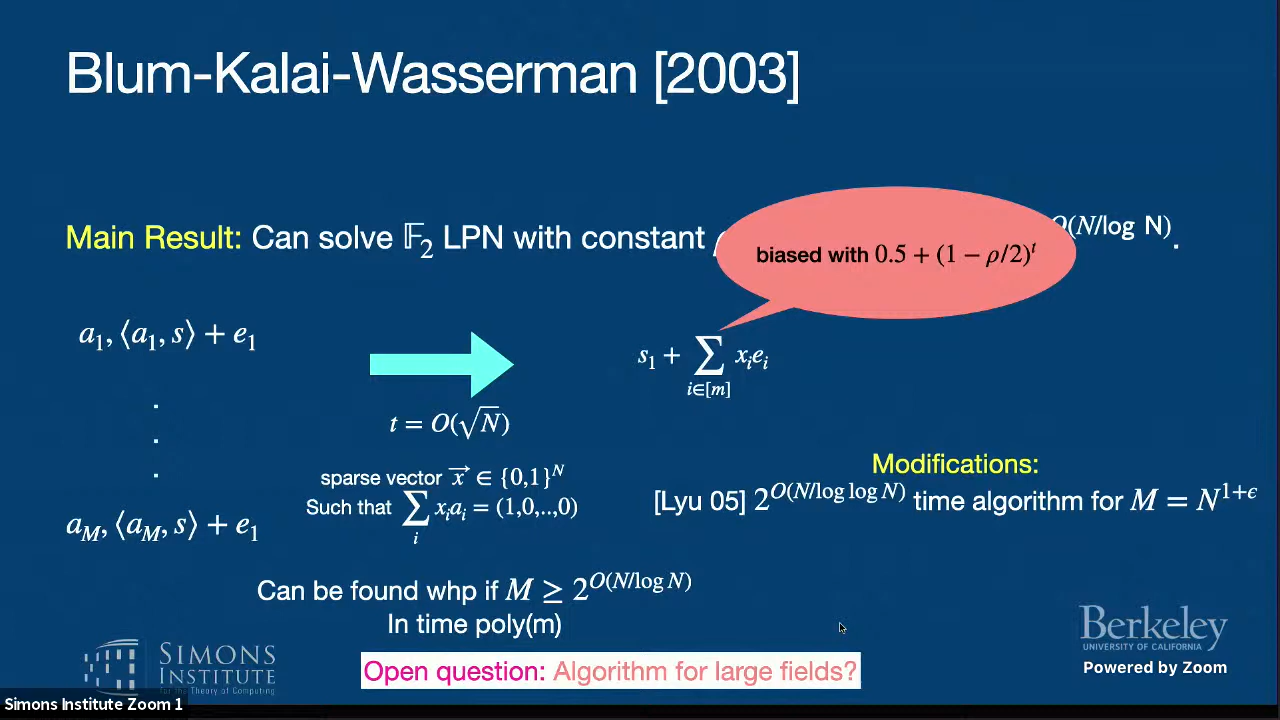 Blum-Kalai-Wasserman [2003]
Main Result: Can solve 𝔽₂ LPN with constant O(N/log N).
biased with 0.5 + (1 − ρ/2)ᵗ
a₁, ⟨a₁, s⟩ + e₁
s₁ + ∑ xᵢeᵢ
i∈[m]
.
.
.
t = O(√N)
sparse vector x⃗ ∈ {0,1}ᴺ
Such that ∑ xᵢaᵢ = (1,0,..,0)
i
a_M, ⟨a_M, s⟩ + e₁
Modifications:
[Lyu 05] 2^{O(N/log log N)} time algorithm for M = N^{1+ϵ}
Can be found whp if M ≥ 2^{O(N/log N)}
In time poly(m)
Open question: Algorithm for large fields?
SIMONS
INSTITUTE
for the Theory of Computing
Berkeley
UNIVERSITY OF CALIFORNIA
Powered by Zoom
Simons Institute Zoom 1